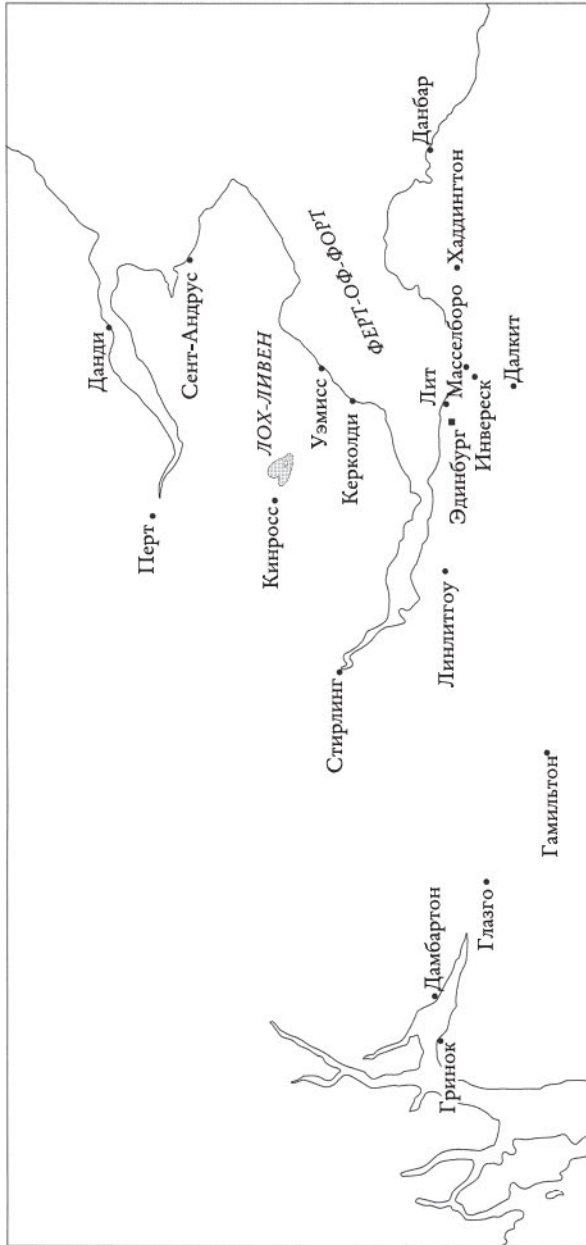 Данди
Перт
Сент-Андрус
ЛОХ-ЛИВЕН
Кинросс
Уэмисс
Керколди
ФЕРТ-ОФ-ФОРТ
Стирлинг
Данбар
Лит
Масселборо
Хаддингтон
Эдинбург
Инвереск
Далкит
Линлитгоу
Дамбартон
Гринок
Глазго
Гамильтон